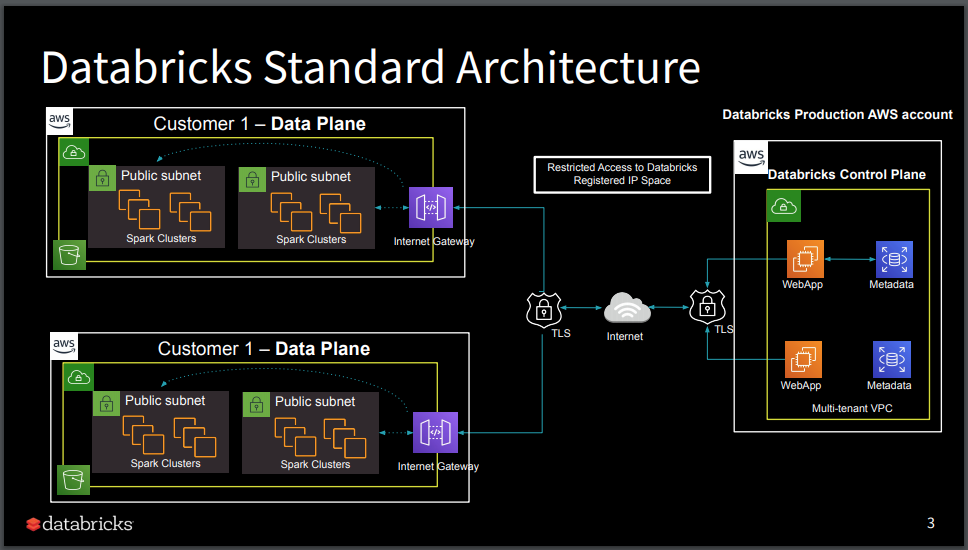 Databricks Standard Architecture
aws
Customer 1 – Data Plane
Public subnet
Spark Clusters
Public subnet
Spark Clusters
Internet Gateway
aws
Customer 1 – Data Plane
Public subnet
Spark Clusters
Public subnet
Spark Clusters
Internet Gateway
Restricted Access to Databricks
Registered IP Space
TLS
Internet
TLS
Databricks Production AWS account
aws
Databricks Control Plane
WebApp
Metadata
WebApp
Metadata
Multi-tenant VPC
databricks
3